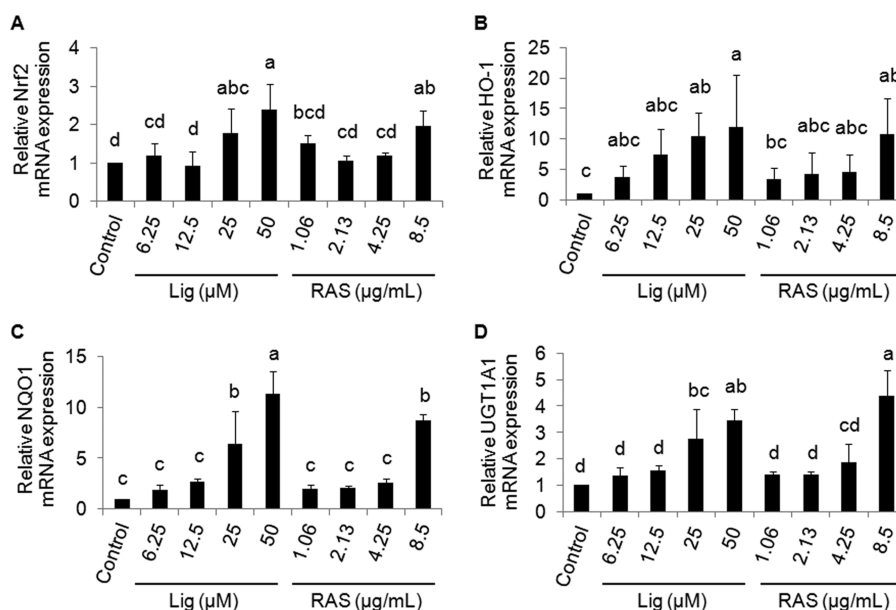 A
Relative Nrf2
mRNA expression
4
3
2
1
0
d
cd
d
abc
a
bcd
cd
cd
ab
Control
6.25
12.5
25
50
1.06
2.13
4.25
8.5
Lig (µM)
RAS (µg/mL)
B
Relative HO-1
mRNA expression
25
20
15
10
5
0
c
abc
abc
ab
a
bc
abc
abc
ab
Control
6.25
12.5
25
50
1.06
2.13
4.25
8.5
Lig (µM)
RAS (µg/mL)
C
Relative NQO1
mRNA expression
15
10
5
0
c
c
c
b
a
c
c
c
b
Control
6.25
12.5
25
50
1.06
2.13
4.25
8.5
Lig (µM)
RAS (µg/mL)
D
Relative UGT1A1
mRNA expression
6
5
4
3
2
1
0
d
d
d
bc
ab
d
d
cd
a
Control
6.25
12.5
25
50
1.06
2.13
4.25
8.5
Lig (µM)
RAS (µg/mL)